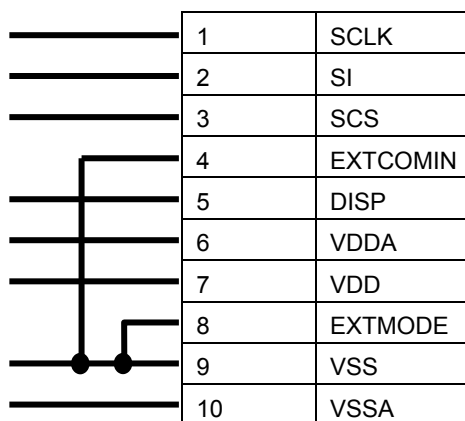 1 SCLK
2 SI
3 SCS
4 EXTCOMIN
5 DISP
6 VDDA
7 VDD
8 EXTMODE
9 VSS
10 VSSA